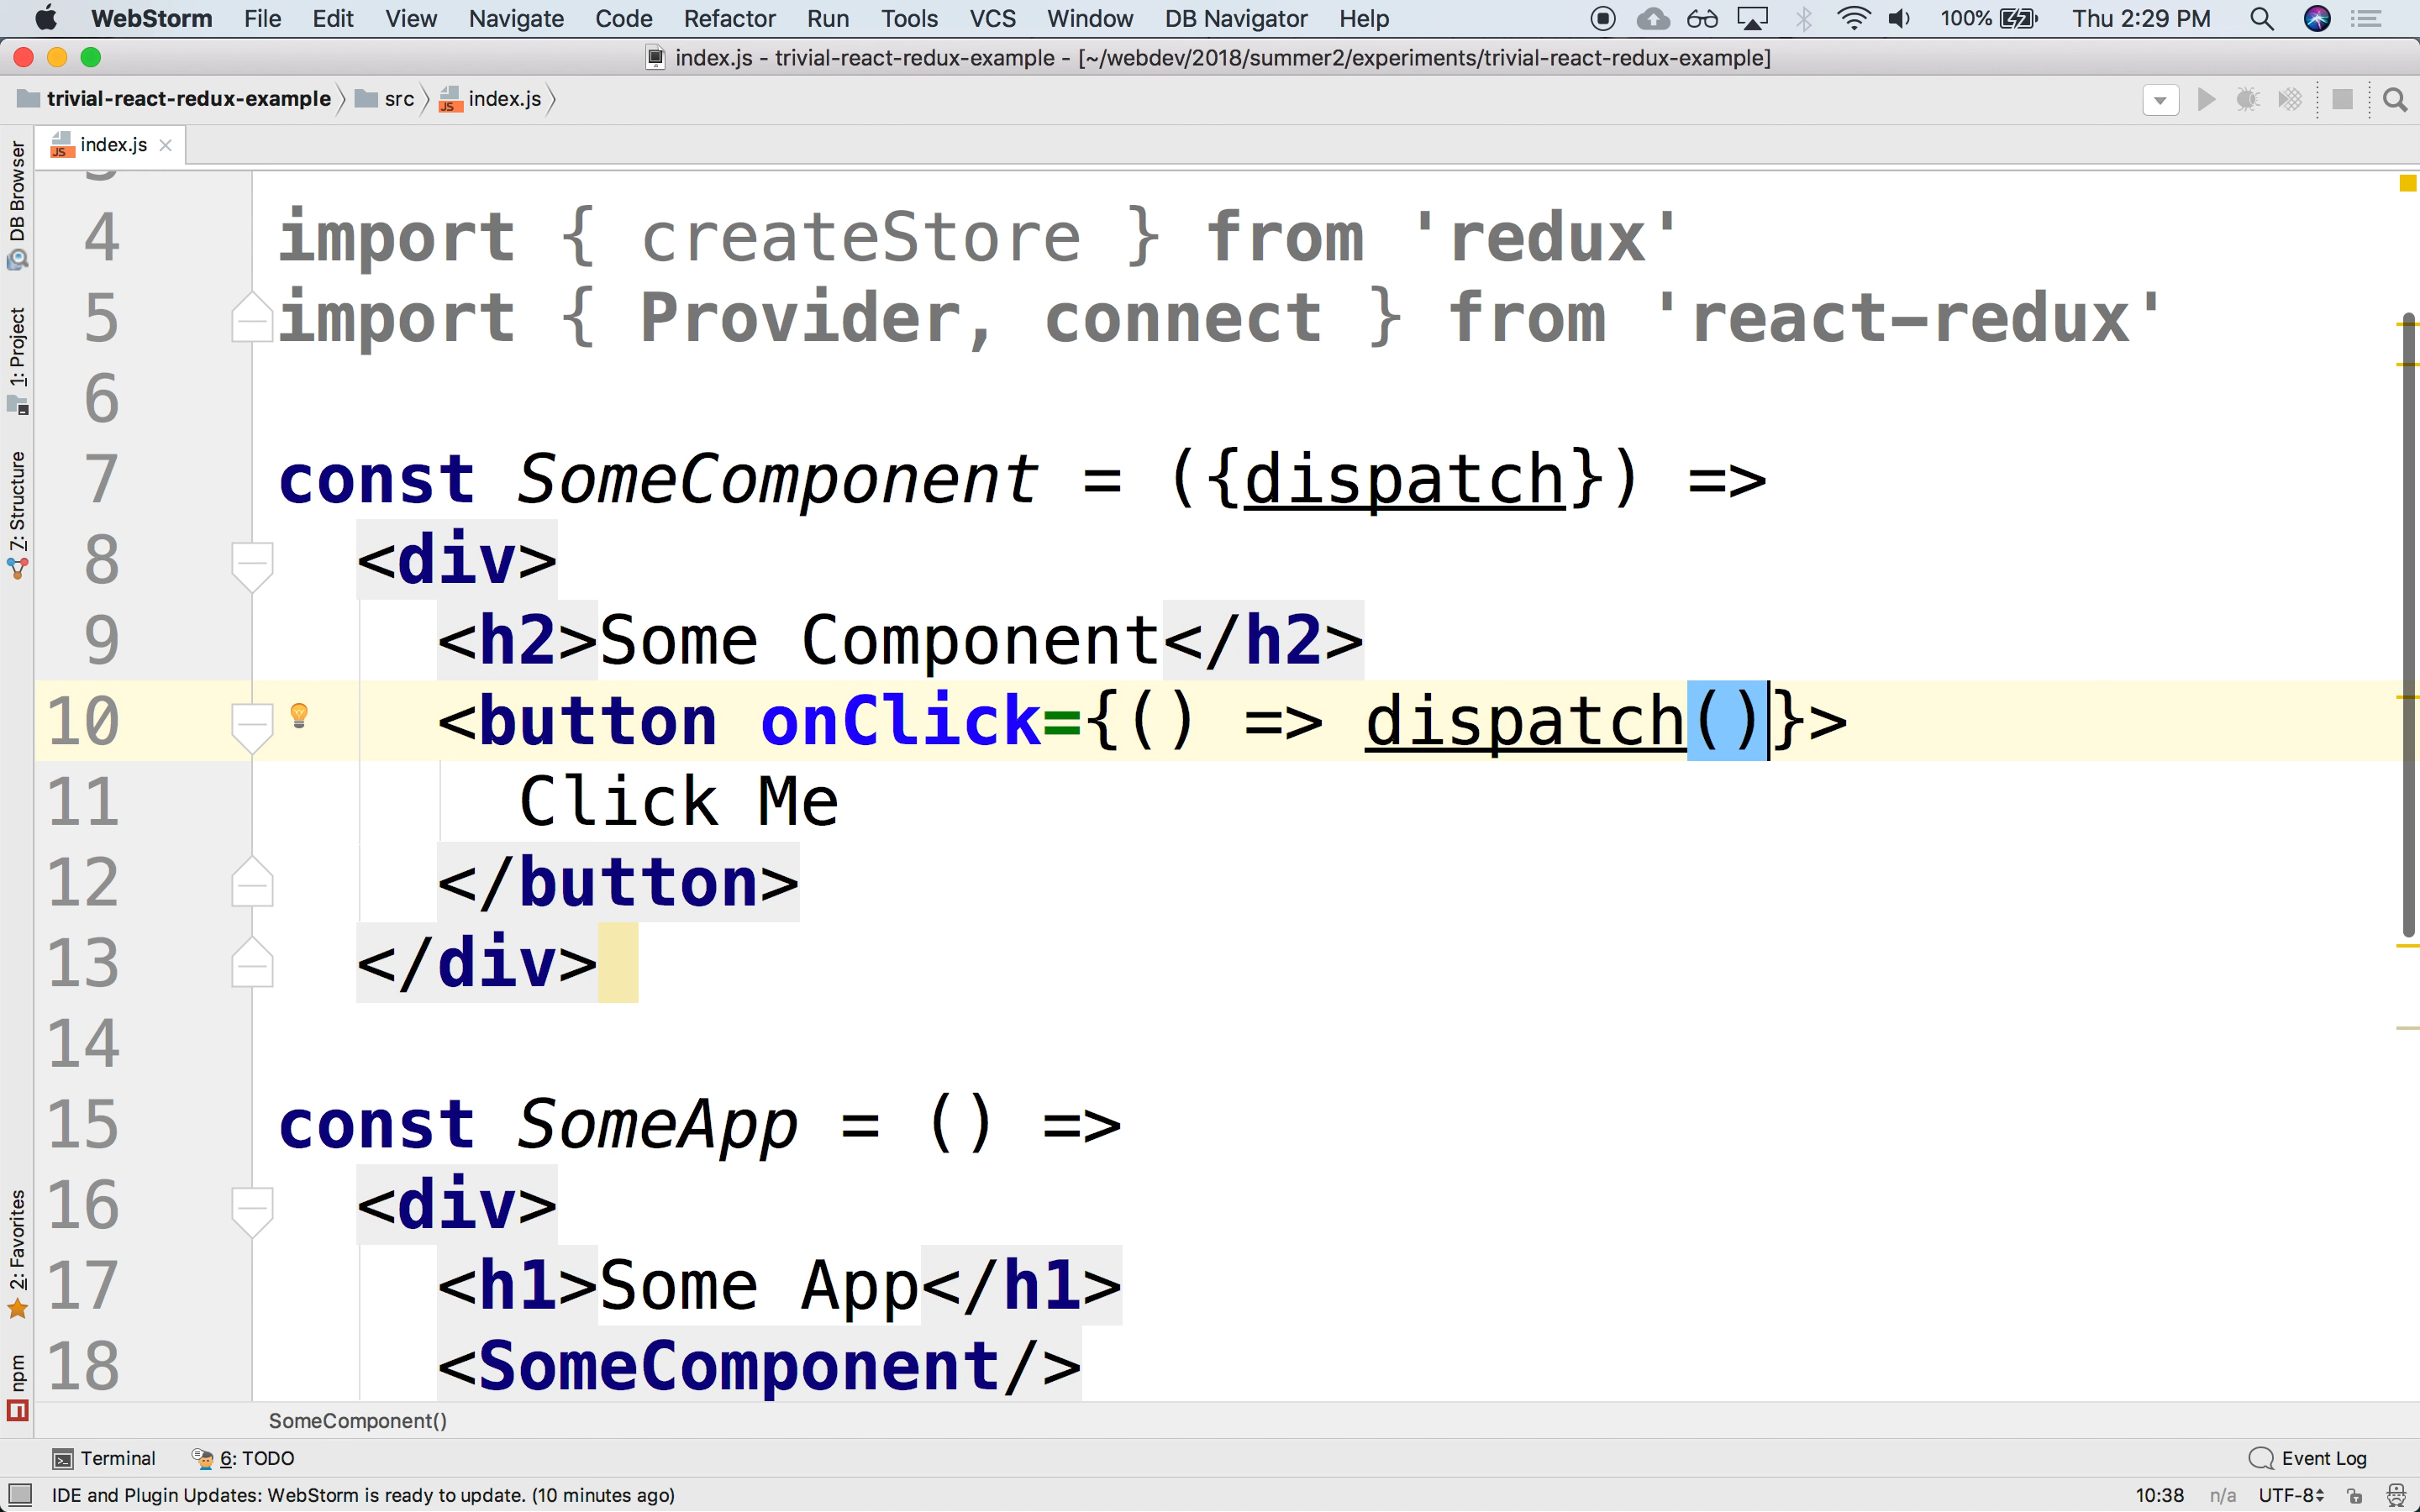 WebStorm File Edit View Navigate Code Refactor Run Tools VCS Window DB Navigator Help 100% Thu 2:29 PM
index.js - trivial-react-redux-example - [~/webdev/2018/summer2/experiments/trivial-react-redux-example]
trivial-react-redux-example src index.js
index.js
DB Browser
1: Project
7: Structure
2: Favorites
npm
4 import { createStore } from 'redux'
5 import { Provider, connect } from 'react-redux'
6
7 const SomeComponent = ({dispatch}) =>
8 <div>
9 <h2>Some Component</h2>
10 <button onClick={() => dispatch()}>
11 Click Me
12 </button>
13 </div>
14
15 const SomeApp = () =>
16 <div>
17 <h1>Some App</h1>
18 <SomeComponent/>
SomeComponent()
Terminal 6: TODO Event Log
IDE and Plugin Updates: WebStorm is ready to update. (10 minutes ago) 10:38 n/a UTF-8